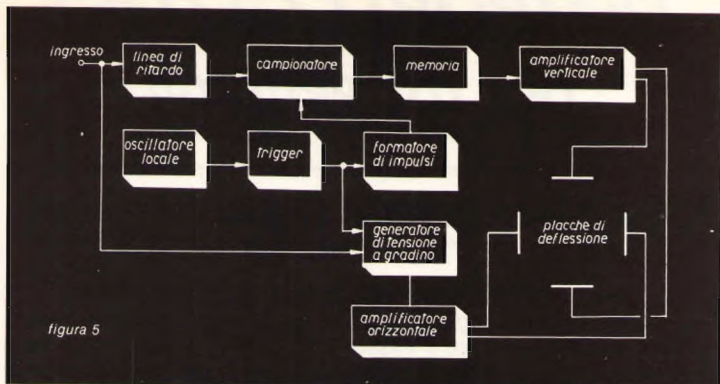 ingresso
linea di
ritardo
campionatore
memoria
amplificatore
verticale
oscillatore
locale
trigger
formatore
di impulsi
generatore
di tensione
a gradino
placche di
deflessione
amplificatore
orizzontale
figura 5